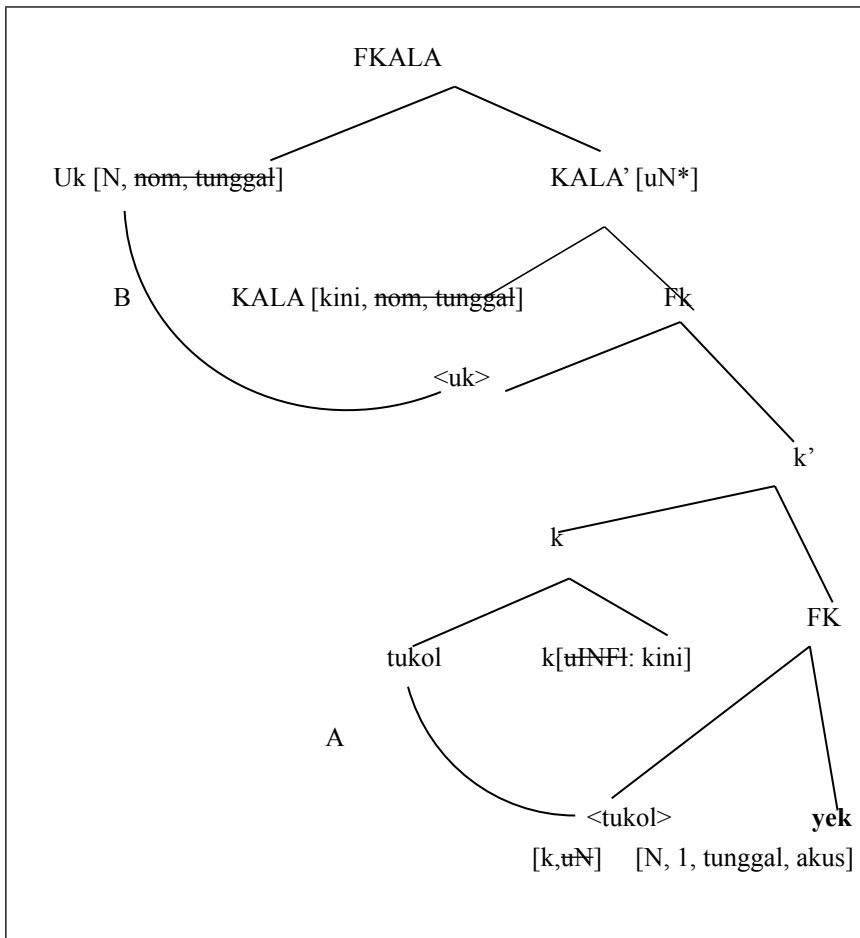 FKALA
Uk [N, nom, tunggal] KALA’ [uN*]
B KALA [kini, nom, tunggal] Fk
<uk>
k’
k
FK
tukol k[uINFl: kini]
A
<tukol> yek
[k,uN] [N, 1, tunggal, akus]